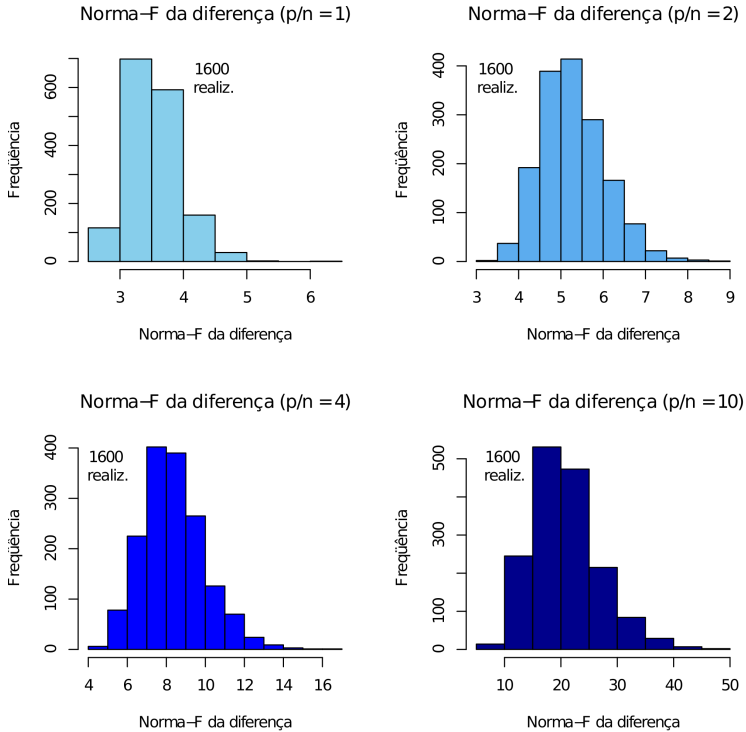 Norma−F da diferença (p/n = 1)
1600
realiz.
Freqüência
0
200
400
600
3
4
5
6
Norma−F da diferença
Norma−F da diferença (p/n = 2)
1600
realiz.
Freqüência
0
100
200
300
400
3
4
5
6
7
8
9
Norma−F da diferença
Norma−F da diferença (p/n = 4)
1600
realiz.
Freqüência
0
100
200
300
400
4
6
8
10
12
14
16
Norma−F da diferença
Norma−F da diferença (p/n = 10)
1600
realiz.
Freqüência
0
100
300
500
10
20
30
40
50
Norma−F da diferença